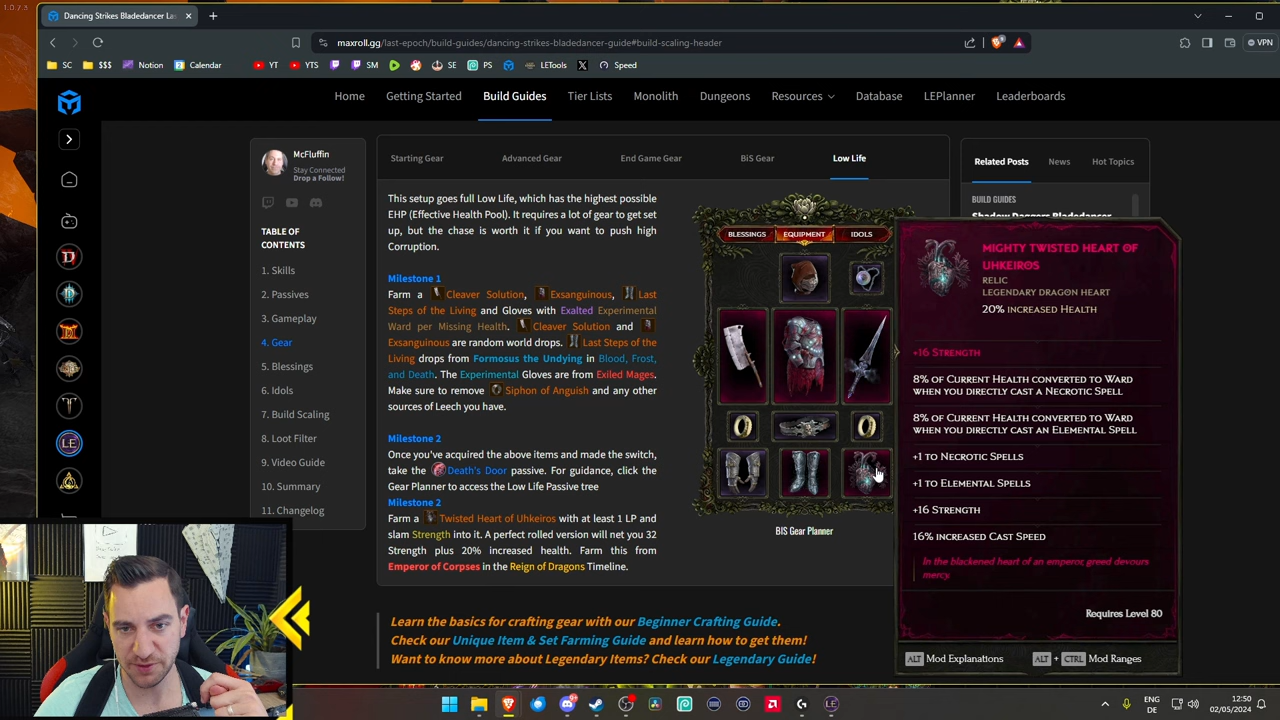 1.0.7.3
Dancing Strikes Bladedancer Las
maxroll.gg/last-epoch/build-guides/dancing-strikes-bladedancer-guide#build-scaling-header
VPN
SC
$$$
Notion
Calendar
YT
YTS
SM
SE
PS
LETools
Speed
Home
Getting Started
Build Guides
Tier Lists
Monolith
Dungeons
Resources
Database
LEPlanner
Leaderboards
McFluffin
Stay Connected
Drop a Follow!
TABLE OF
CONTENTS
1. Skills
2. Passives
3. Gameplay
4. Gear
5. Blessings
6. Idols
7. Build Scaling
8. Loot Filter
9. Video Guide
10. Summary
11. Changelog
Starting Gear
Advanced Gear
End Game Gear
BiS Gear
Low Life
This setup goes full Low Life, which has the highest possible
EHP (Effective Health Pool). It requires a lot of gear to get set
up, but the chase is worth it if you want to push high
Corruption.
Milestone 1
Farm a Cleaver Solution, Exsanguinous, Last
Steps of the Living and Gloves with Exalted Experimental
Ward per Missing Health. Cleaver Solution and
Exsanguinous are random world drops. Last Steps of the
Living drops from Formosus the Undying in Blood, Frost,
and Death. The Experimental Gloves are from Exiled Mages.
Make sure to remove Siphon of Anguish and any other
sources of Leech you have.
Milestone 2
Once you've acquired the above items and made the switch,
take the Death's Door passive. For guidance, click the
Gear Planner to access the Low Life Passive tree
Milestone 2
Farm a Twisted Heart of Uhkeiros with at least 1 LP and
slam Strength into it. A perfect rolled version will net you 32
Strength plus 20% increased health. Farm this from
Emperor of Corpses in the Reign of Dragons Timeline.
BLESSINGS
EQUIPMENT
IDOLS
BIS Gear Planner
Related Posts
News
Hot Topics
BUILD GUIDES
Shadow Daggers Bladedancer
MIGHTY TWISTED HEART OF
UHKEIROS
RELIC
LEGENDARY DRAGON HEART
20% INCREASED HEALTH
+16 STRENGTH
8% OF CURRENT HEALTH CONVERTED TO WARD
WHEN YOU DIRECTLY CAST A NECROTIC SPELL
8% OF CURRENT HEALTH CONVERTED TO WARD
WHEN YOU DIRECTLY CAST AN ELEMENTAL SPELL
+1 TO NECROTIC SPELLS
+1 TO ELEMENTAL SPELLS
+16 STRENGTH
16% INCREASED CAST SPEED
In the blackened heart of an emperor, greed devours
mercy.
Requires Level 80
ALT Mod Explanations
ALT + CTRL Mod Ranges
Learn the basics for crafting gear with our Beginner Crafting Guide.
Check our Unique Item & Set Farming Guide and learn how to get them!
Want to know more about Legendary Items? Check our Legendary Guide!
LE
ENG
DE
12:50
02/05/2024